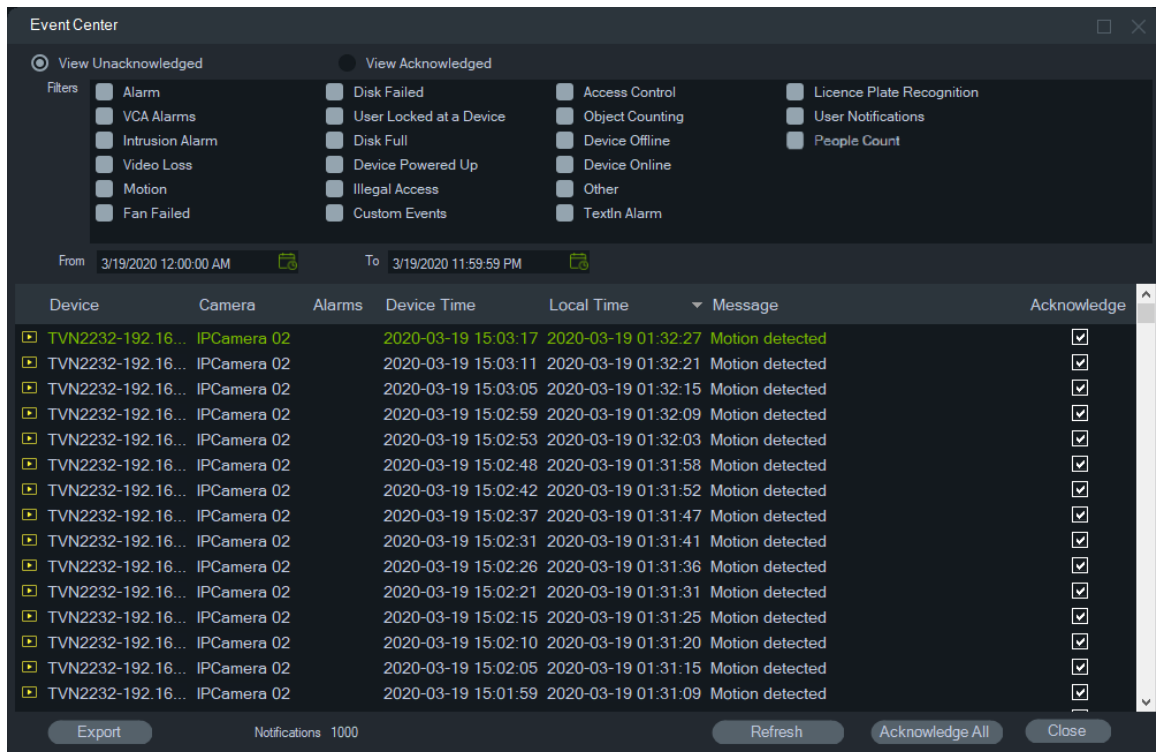 Event Center
View Unacknowledged View Acknowledged
Filters Alarm Disk Failed Access Control Licence Plate Recognition
VCA Alarms User Locked at a Device Object Counting User Notifications
Intrusion Alarm Disk Full Device Offline People Count
Video Loss Device Powered Up Device Online
Motion Illegal Access Other
Fan Failed Custom Events TextIn Alarm
From 3/19/2020 12:00:00 AM To 3/19/2020 11:59:59 PM
Device Camera Alarms Device Time Local Time Message Acknowledge
TVN2232-192.16... IPCamera 02 2020-03-19 15:03:17 2020-03-19 01:32:27 Motion detected
TVN2232-192.16... IPCamera 02 2020-03-19 15:03:11 2020-03-19 01:32:21 Motion detected
TVN2232-192.16... IPCamera 02 2020-03-19 15:03:05 2020-03-19 01:32:15 Motion detected
TVN2232-192.16... IPCamera 02 2020-03-19 15:02:59 2020-03-19 01:32:09 Motion detected
TVN2232-192.16... IPCamera 02 2020-03-19 15:02:53 2020-03-19 01:32:03 Motion detected
TVN2232-192.16... IPCamera 02 2020-03-19 15:02:48 2020-03-19 01:31:58 Motion detected
TVN2232-192.16... IPCamera 02 2020-03-19 15:02:42 2020-03-19 01:31:52 Motion detected
TVN2232-192.16... IPCamera 02 2020-03-19 15:02:37 2020-03-19 01:31:47 Motion detected
TVN2232-192.16... IPCamera 02 2020-03-19 15:02:31 2020-03-19 01:31:41 Motion detected
TVN2232-192.16... IPCamera 02 2020-03-19 15:02:26 2020-03-19 01:31:36 Motion detected
TVN2232-192.16... IPCamera 02 2020-03-19 15:02:21 2020-03-19 01:31:31 Motion detected
TVN2232-192.16... IPCamera 02 2020-03-19 15:02:15 2020-03-19 01:31:25 Motion detected
TVN2232-192.16... IPCamera 02 2020-03-19 15:02:10 2020-03-19 01:31:20 Motion detected
TVN2232-192.16... IPCamera 02 2020-03-19 15:02:05 2020-03-19 01:31:15 Motion detected
TVN2232-192.16... IPCamera 02 2020-03-19 15:01:59 2020-03-19 01:31:09 Motion detected
Export Notifications 1000 Refresh Acknowledge All Close